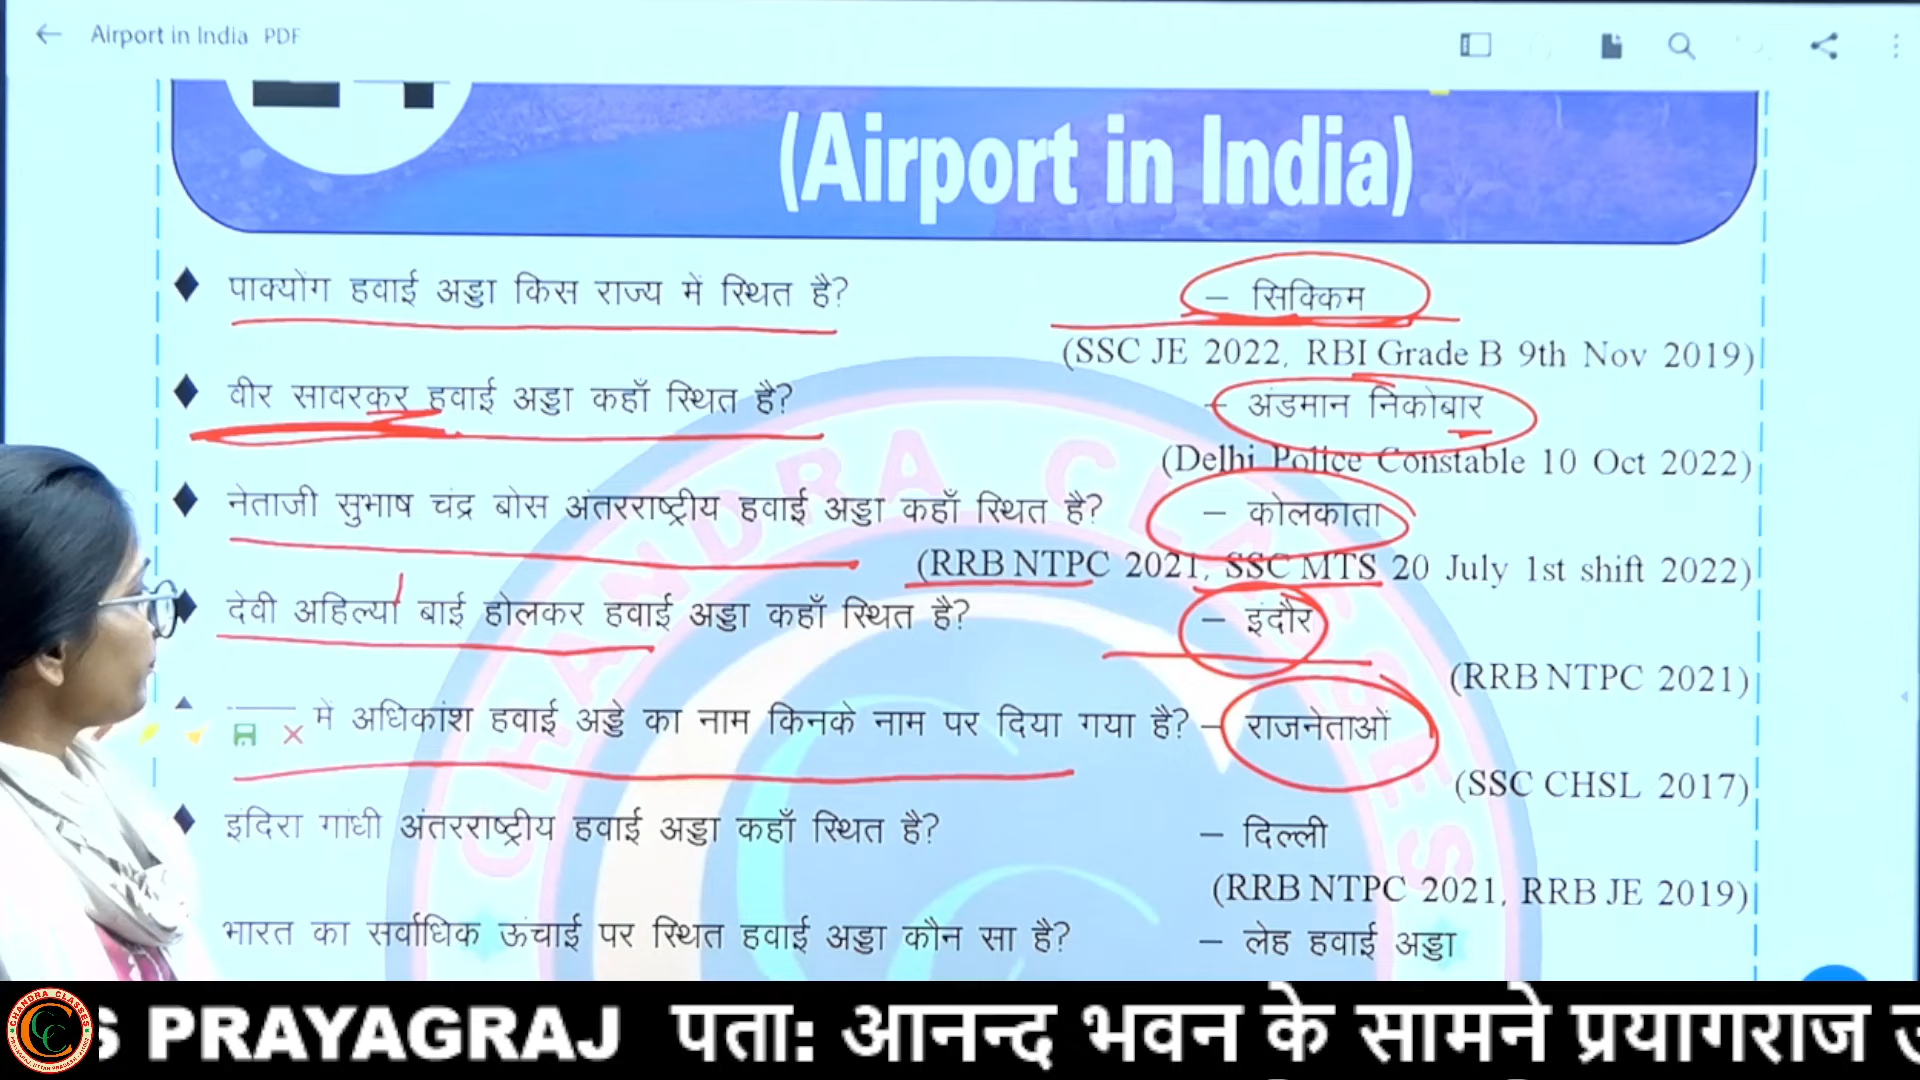 Airport in India PDF
(Airport in India)
पाक्योंग हवाई अड्डा किस राज्य में स्थित है? – सिक्किम
(SSC JE 2022, RBI Grade B 9th Nov 2019)
वीर सावरकर हवाई अड्डा कहाँ स्थित है? – अंडमान निकोबार
(Delhi Police Constable 10 Oct 2022)
नेताजी सुभाष चंद्र बोस अंतरराष्ट्रीय हवाई अड्डा कहाँ स्थित है? – कोलकाता
(RRB NTPC 2021, SSC MTS 20 July 1st shift 2022)
देवी अहिल्या बाई होलकर हवाई अड्डा कहाँ स्थित है? – इंदौर
(RRB NTPC 2021)
में अधिकांश हवाई अड्डे का नाम किनके नाम पर दिया गया है? – राजनेताओं
(SSC CHSL 2017)
इंदिरा गांधी अंतरराष्ट्रीय हवाई अड्डा कहाँ स्थित है? – दिल्ली
(RRB NTPC 2021, RRB JE 2019)
भारत का सर्वाधिक ऊंचाई पर स्थित हवाई अड्डा कौन सा है? – लेह हवाई अड्डा
CHANDRA CLASSES
S PRAYAGRAJ पता: आनन्द भवन के सामने प्रयागराज उ
CHANDRA CLASSES